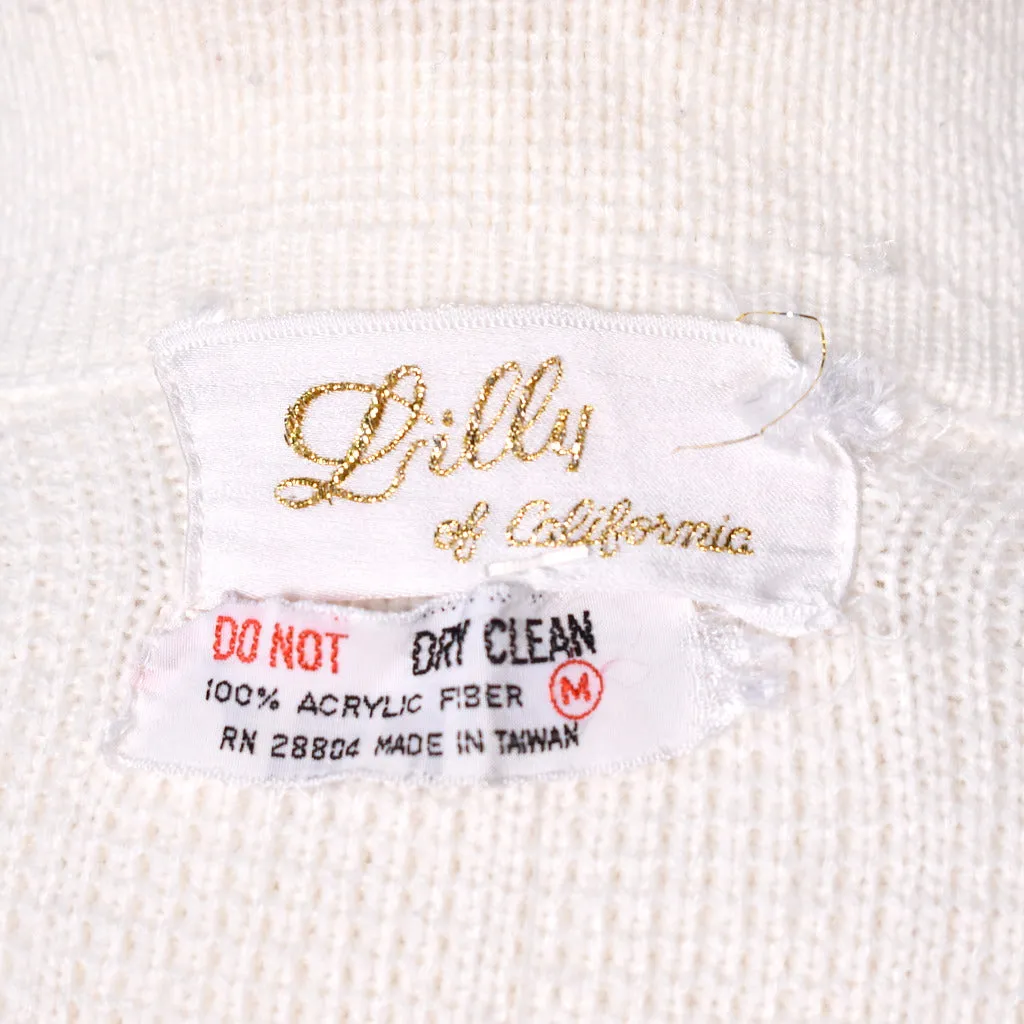 Lilly
of California
DO NOT DRY CLEAN
100% ACRYLIC FIBER M
RN 28804 MADE IN TAIWAN